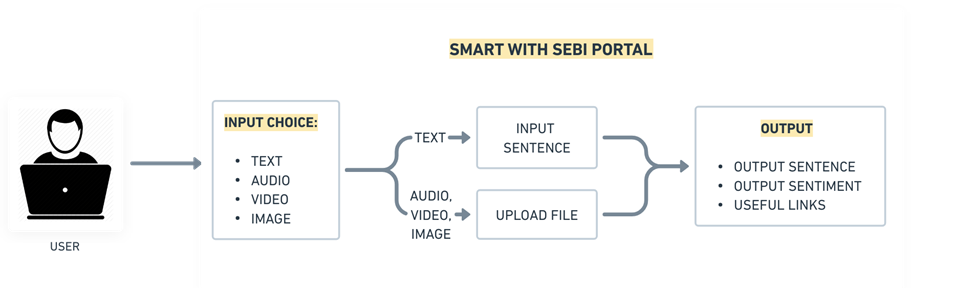 SMART WITH SEBI PORTAL
USER
INPUT CHOICE:
• TEXT
• AUDIO
• VIDEO
• IMAGE
TEXT
INPUT
SENTENCE
AUDIO,
VIDEO,
IMAGE
UPLOAD FILE
OUTPUT
• OUTPUT SENTENCE
• OUTPUT SENTIMENT
• USEFUL LINKS